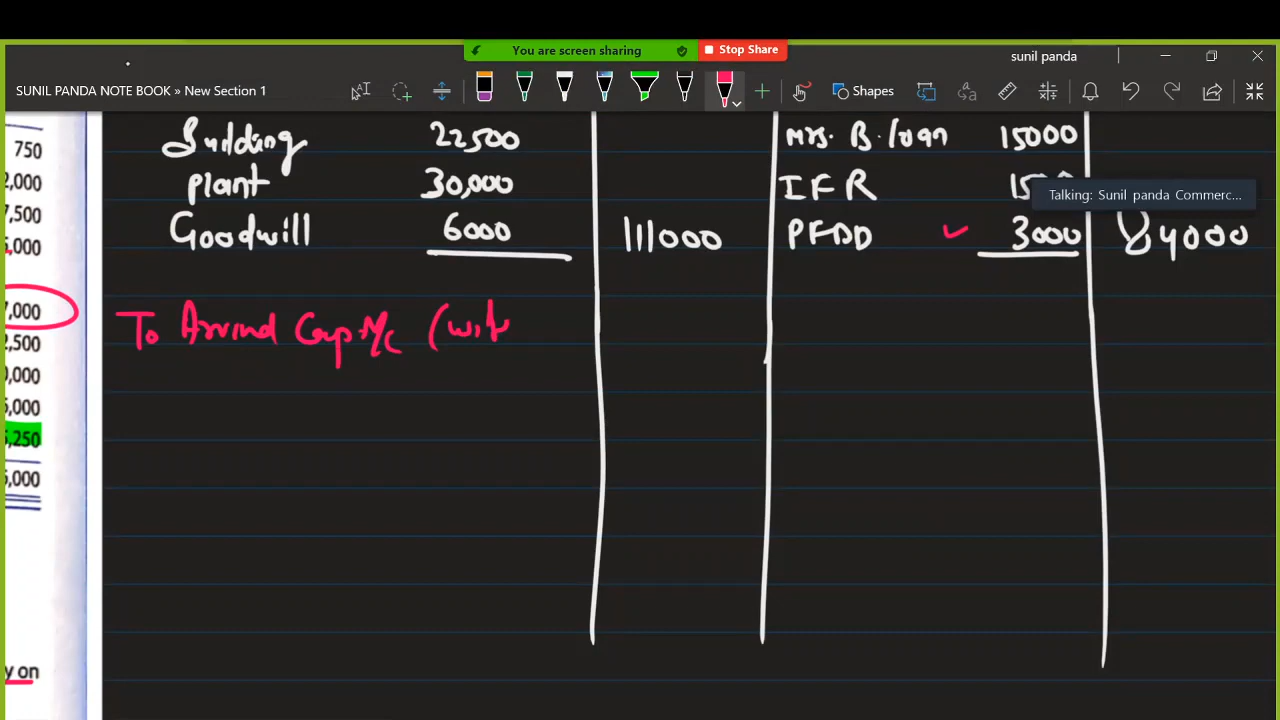 You are screen sharing Stop Share
sunil panda
SUNIL PANDA NOTE BOOK » New Section 1
Shapes
750
2,000
7,500
5,000
7,000
2,500
0,000
5,000
5,250
5,000
y on
Building 22500 Mrs. B. loan 15000
Plant 30,000 IFR
Talking: Sunil panda Commerc...
Goodwill 6000 111000 PFDD 3000 84000
To Arvind Cap A/c (wife